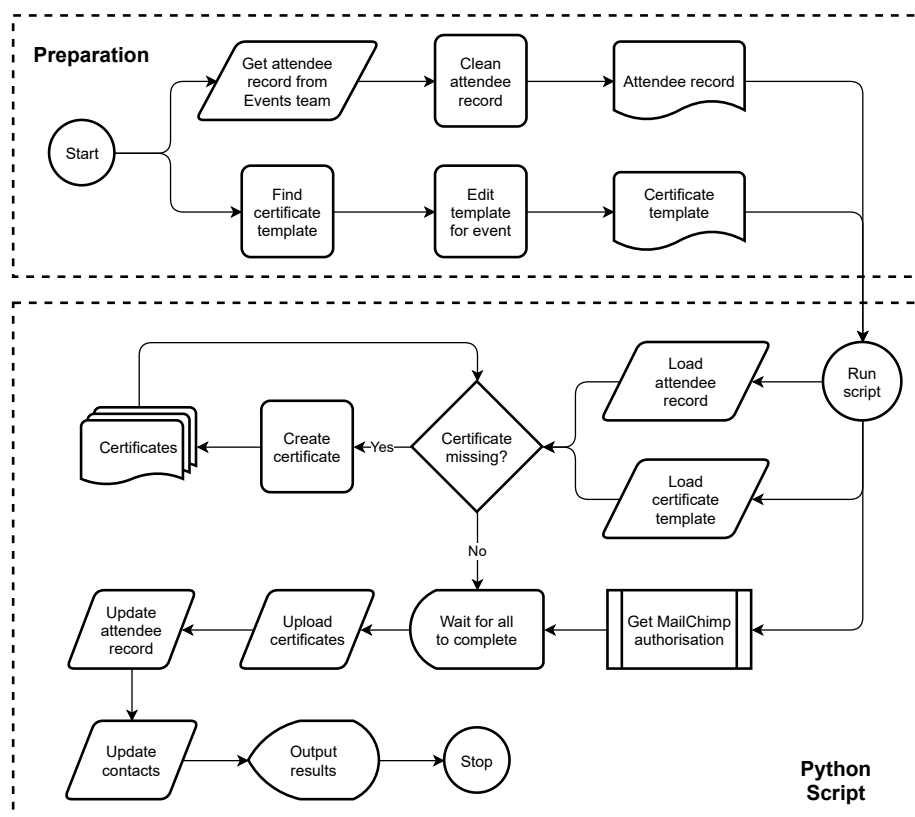 Preparation
Get attendee
record from
Events team
Clean
attendee
record
Attendee record
Start
Find
certificate
template
Edit
template
for event
Certificate
template
Load
attendee
record
Run
script
Certificates
Create
certificate
Yes
Certificate
missing?
Load
certificate
template
No
Update
attendee
record
Upload
certificates
Wait for all
to complete
Get MailChimp
authorisation
Update
contacts
Output
results
Stop
Python
Script